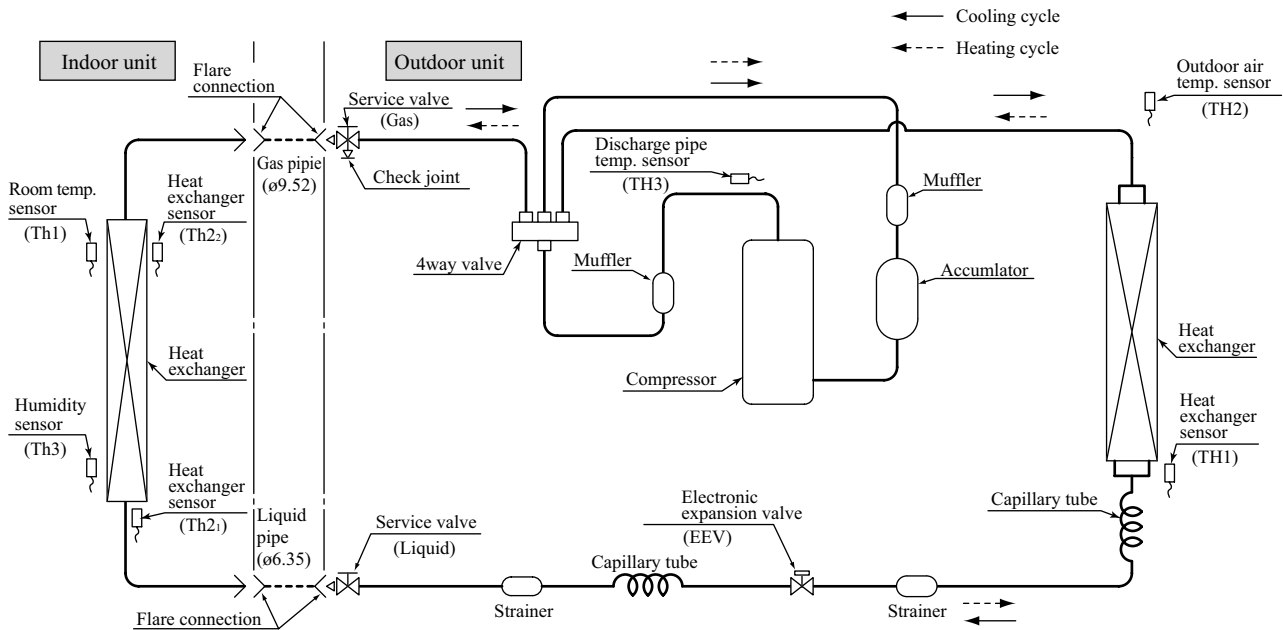 Cooling cycle
Heating cycle
Indoor unit
Outdoor unit
Flare
connection
Service valve
(Gas)
Outdoor air
temp. sensor
(TH2)
Gas pipie
(ø9.52)
Check joint
Discharge pipe
temp. sensor
(TH3)
Muffler
Room temp.
sensor
(Th1)
Heat
exchanger
sensor
(Th2₂)
4way valve
Muffler
Accumlator
Heat
exchanger
Compressor
Heat
exchanger
Humidity
sensor
(Th3)
Heat
exchanger
sensor
(TH1)
Heat
exchanger
sensor
(Th2₁)
Liquid
pipe
(ø6.35)
Service valve
(Liquid)
Electronic
expansion valve
(EEV)
Capillary tube
Capillary tube
Strainer
Strainer
Flare connection